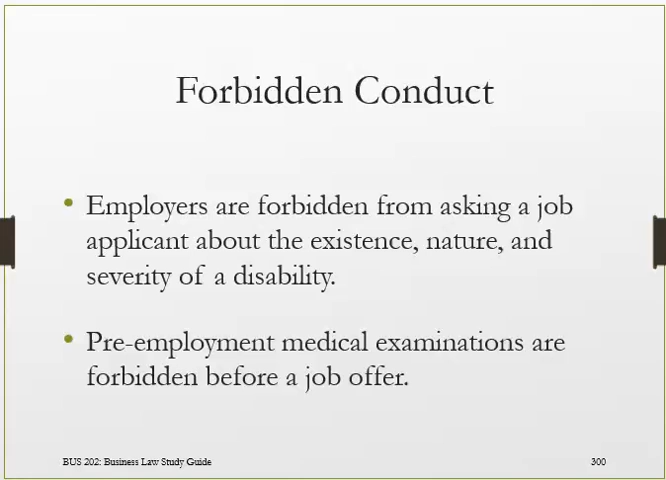 Forbidden Conduct
• Employers are forbidden from asking a job
applicant about the existence, nature, and
severity of a disability.
• Pre-employment medical examinations are
forbidden before a job offer.
BUS 202: Business Law Study Guide
300